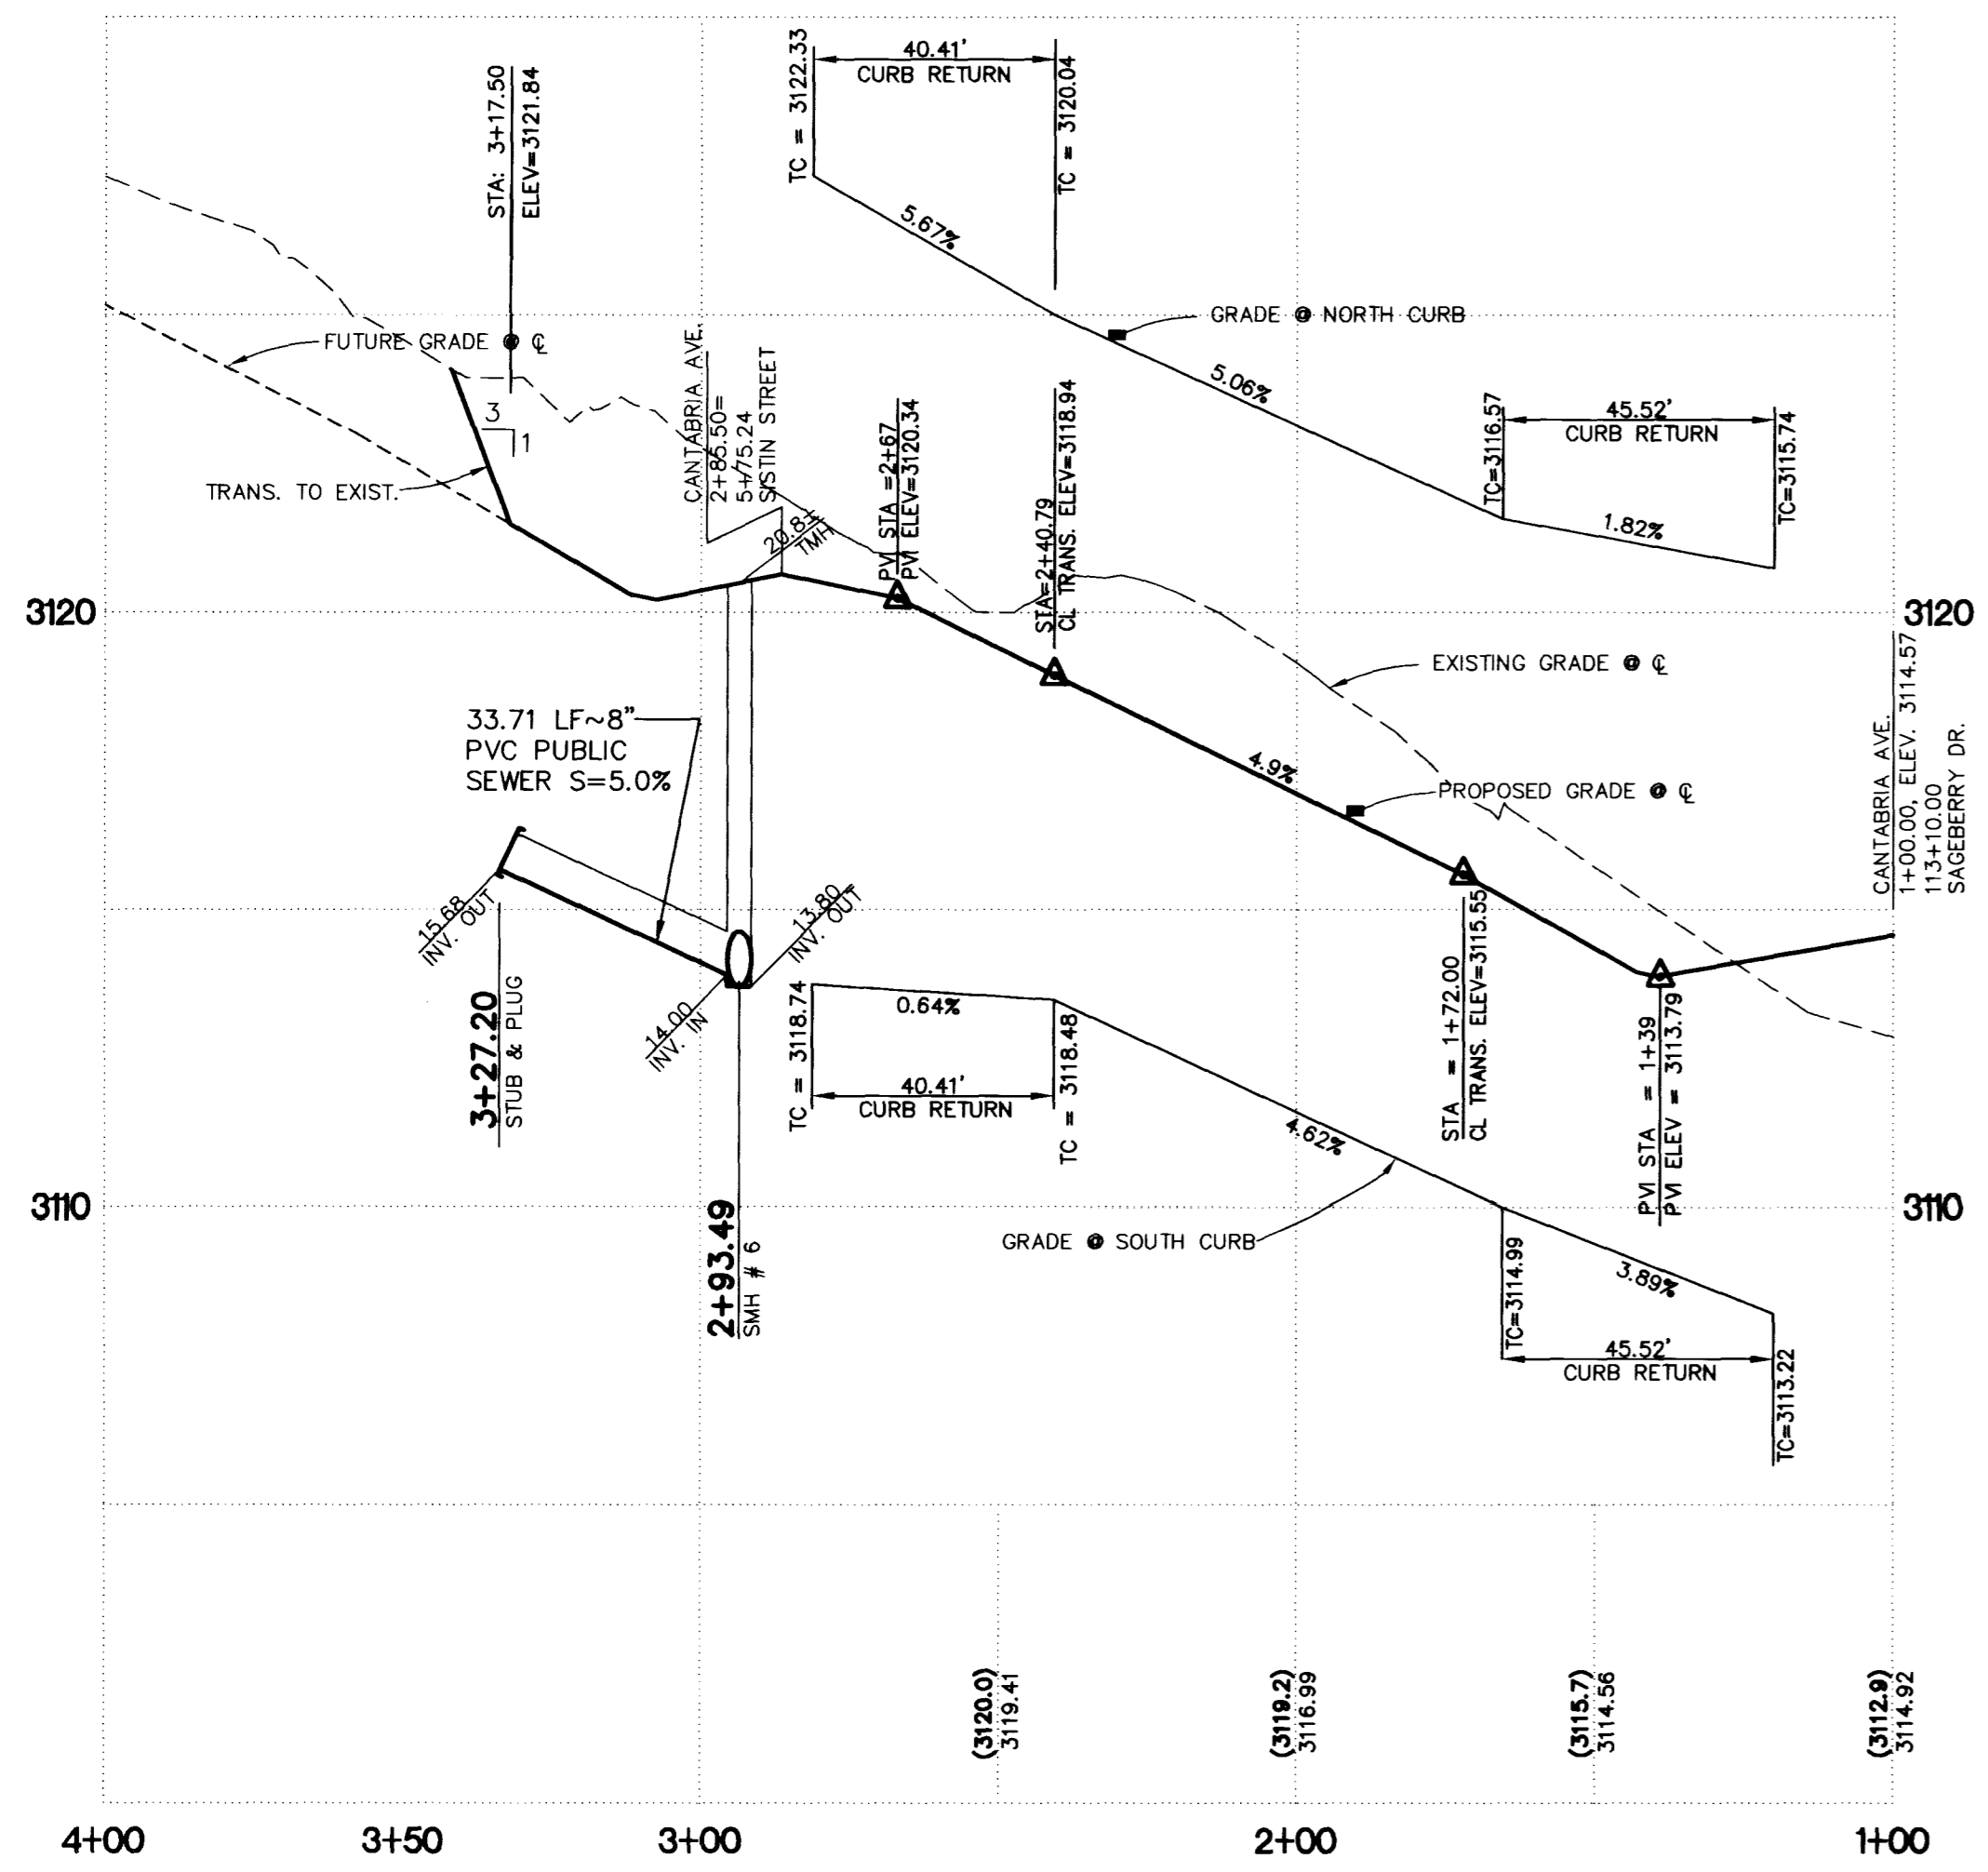 STA: 3+17.50
ELEV=3121.84
TC = 3122.33
40.41'
CURB RETURN
TC = 3120.04
5.67%
GRADE @ NORTH CURB
FUTURE GRADE @ ℄
CANTABRIA AVE.
2+85.50=
5+75.24
SISTIN STREET
3
1
TRANS. TO EXIST.
20.8±
TMH
PVI STA =2+67
PVI ELEV=3120.34
STA=2+40.79
CL TRANS. ELEV=3118.94
5.06%
TC=3116.57
45.52'
CURB RETURN
TC=3115.74
1.82%
3120
3120
EXISTING GRADE @ ℄
33.71 LF~8"
PVC PUBLIC
SEWER S=5.0%
4.9%
PROPOSED GRADE @ ℄
CANTABRIA AVE.
1+00.00, ELEV. 3114.57
113+10.00
SAGEBERRY DR.
15.68
INV. OUT
13.80
INV. OUT
14.00
INV. IN
3+27.20
STUB & PLUG
TC = 3118.74
0.64%
40.41'
CURB RETURN
TC = 3118.48
STA = 1+72.00
CL TRANS. ELEV=3115.55
PVI STA = 1+39
PVI ELEV = 3113.79
4.62%
3110
3110
2+93.49
SMH # 6
GRADE @ SOUTH CURB
TC=3114.99
3.89%
45.52'
CURB RETURN
TC=3113.22
(3120.0)
3119.41
(3119.2)
3116.99
(3115.7)
3114.56
(3112.9)
3114.92
4+00
3+50
3+00
2+00
1+00